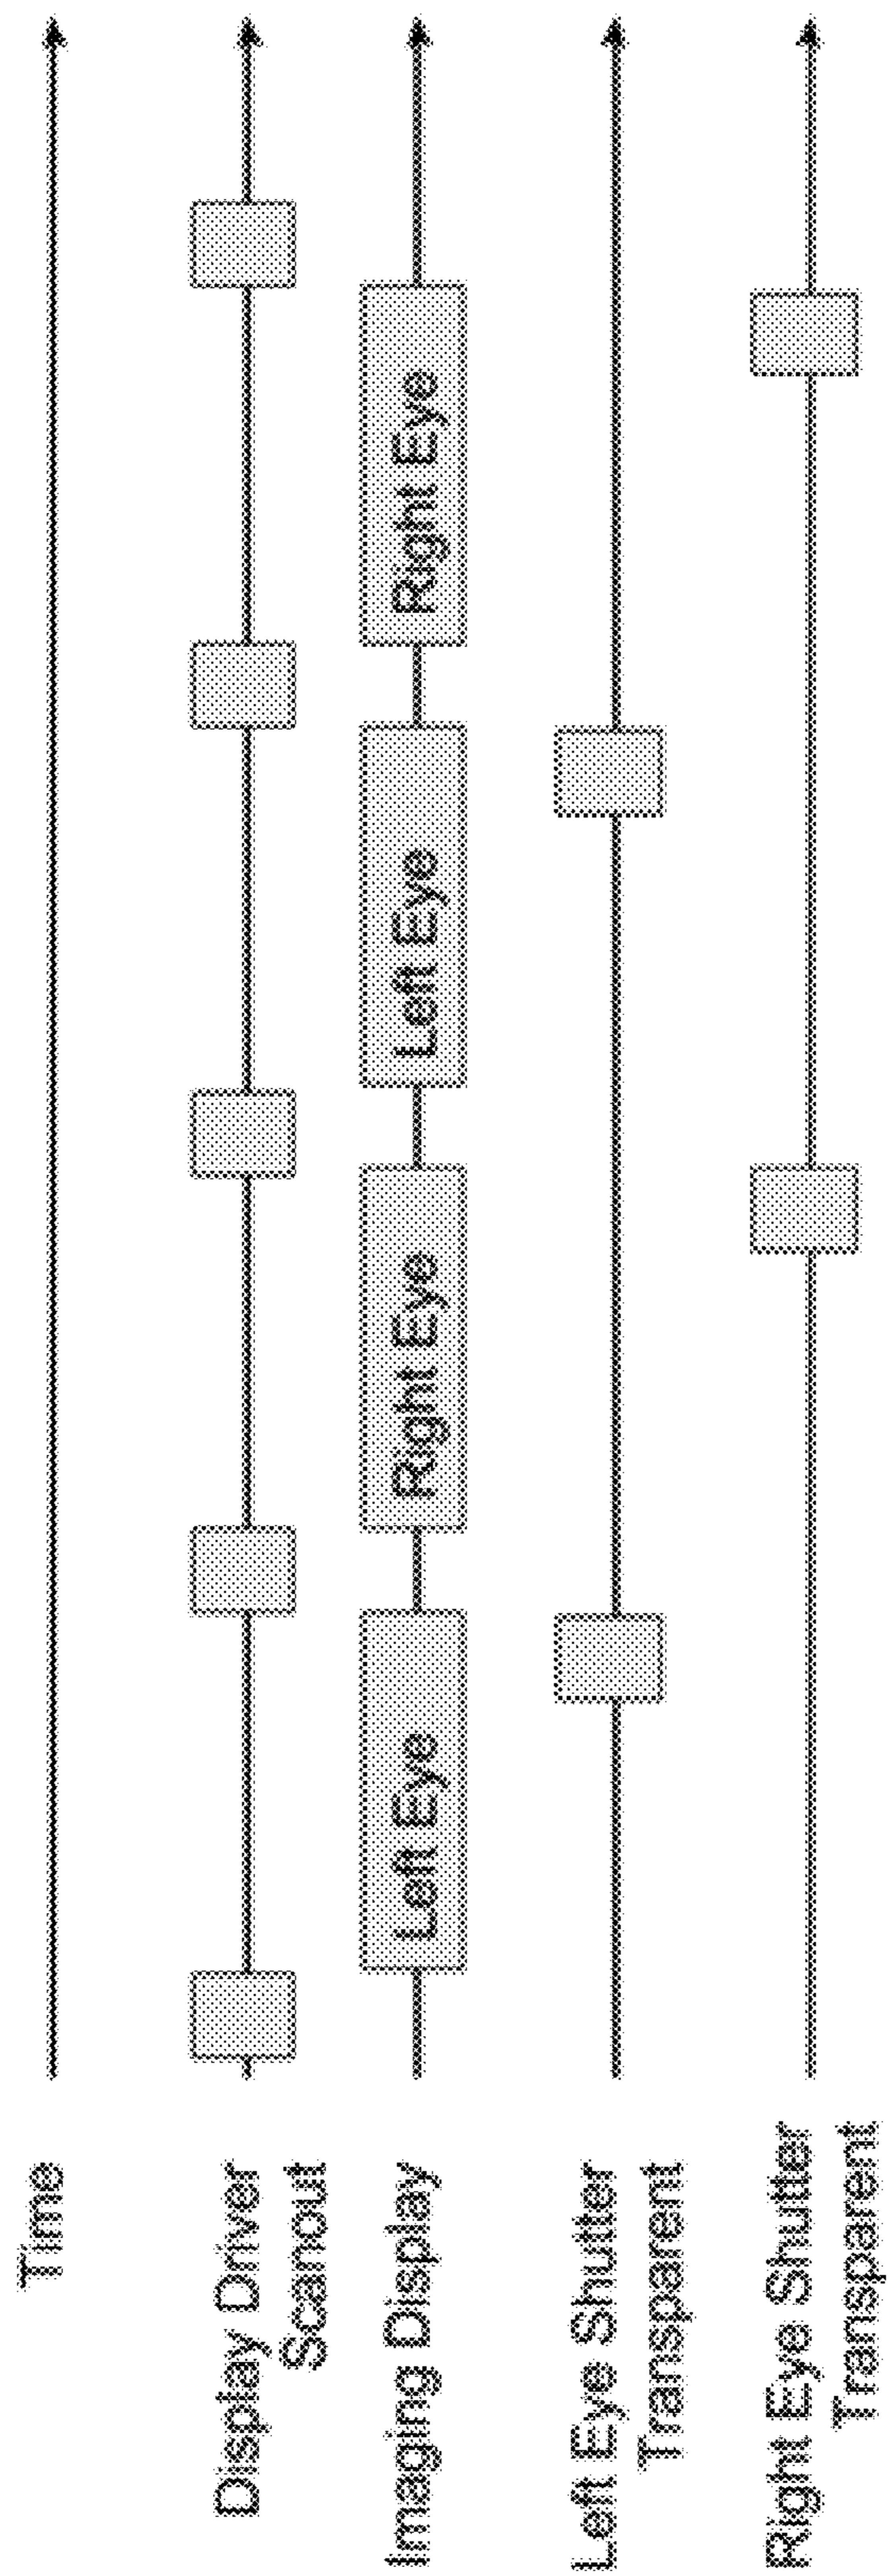 Time
Display Driver
Scanout
Imaging Display
Left Eye
Right Eye
Left Eye
Right Eye
Left Eye Shutter
Transparent
Right Eye Shutter
Transparent